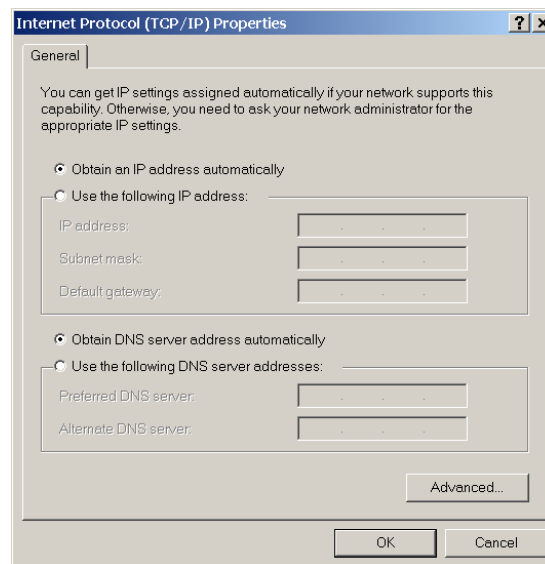 Internet Protocol (TCP/IP) Properties
General
You can get IP settings assigned automatically if your network supports this
capability. Otherwise, you need to ask your network administrator for the
appropriate IP settings.
Obtain an IP address automatically
Use the following IP address:
IP address:
Subnet mask:
Default gateway:
Obtain DNS server address automatically
Use the following DNS server addresses:
Preferred DNS server:
Alternate DNS server:
Advanced...
OK Cancel